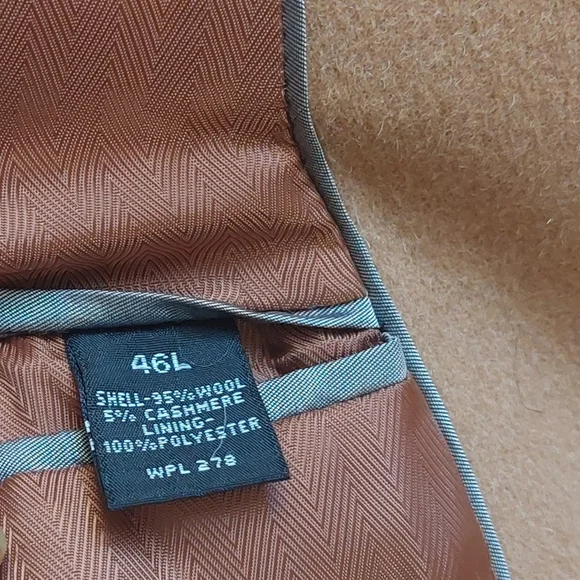 46L
SHELL-95%WOOL
5% CASHMERE
LINING-
100%POLYESTER
WPL 278